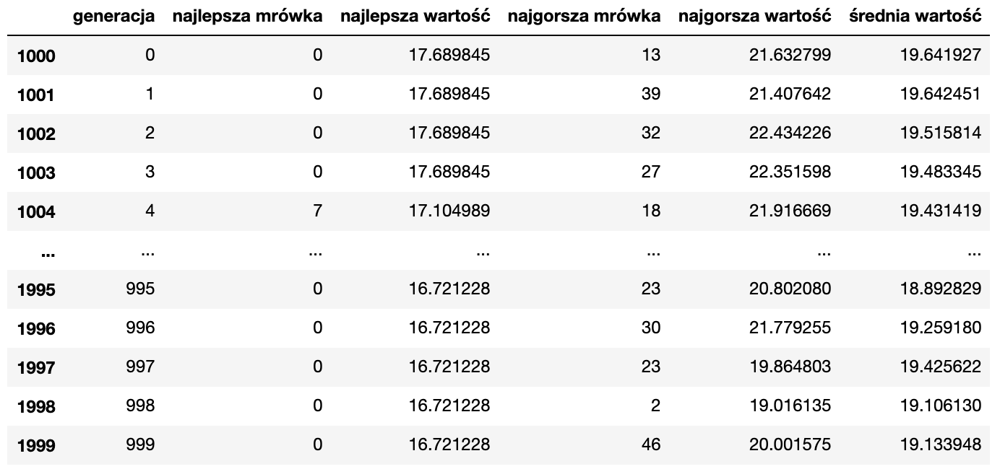 generacja najlepsza mrówka najlepsza wartość najgorsza mrówka najgorsza wartość średnia wartość
1000 0 0 17.689845 13 21.632799 19.641927
1001 1 0 17.689845 39 21.407642 19.642451
1002 2 0 17.689845 32 22.434226 19.515814
1003 3 0 17.689845 27 22.351598 19.483345
1004 4 7 17.104989 18 21.916669 19.431419
... ... ... ... ... ... ...
1995 995 0 16.721228 23 20.802080 18.892829
1996 996 0 16.721228 30 21.779255 19.259180
1997 997 0 16.721228 23 19.864803 19.425622
1998 998 0 16.721228 2 19.016135 19.106130
1999 999 0 16.721228 46 20.001575 19.133948